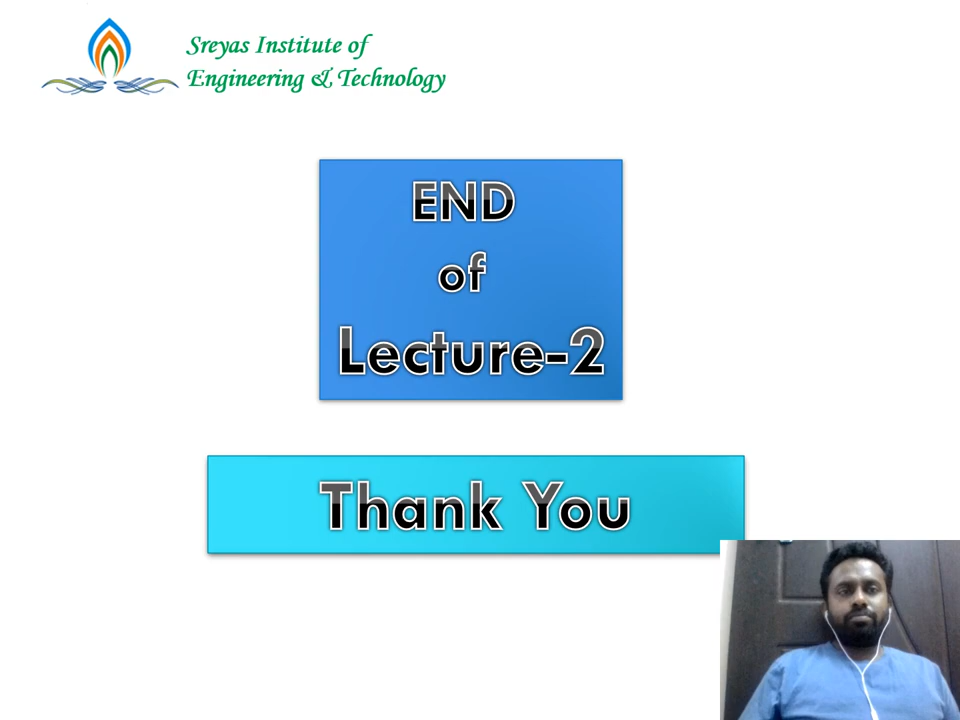 Sreyas Institute of
Engineering & Technology
END
of
Lecture-2
Thank You